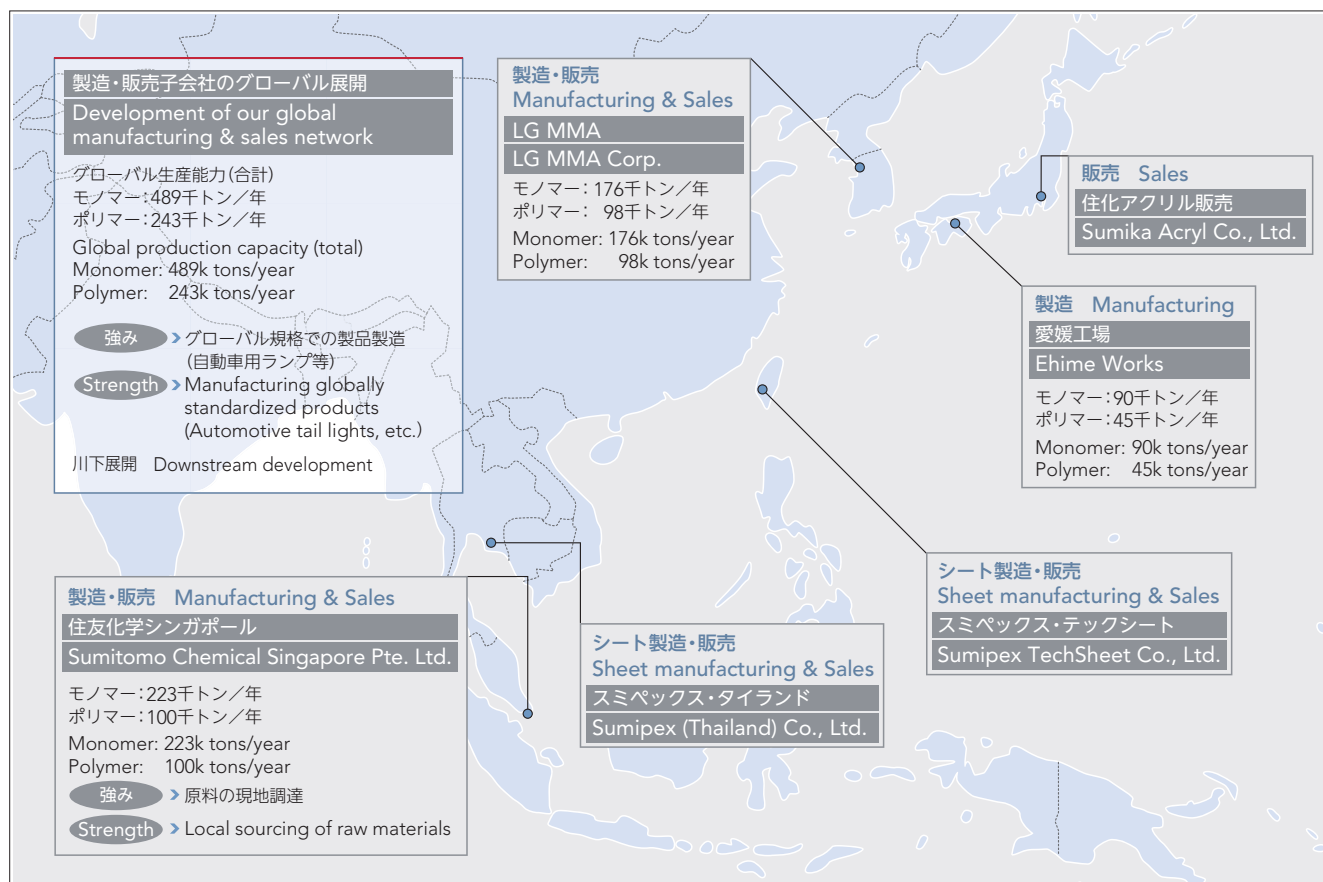 製造・販売子会社のグローバル展開
Development of our global
manufacturing & sales network
グローバル生産能力(合計)
モノマー:489千トン/年
ポリマー:243千トン/年
Global production capacity (total)
Monomer: 489k tons/year
Polymer: 243k tons/year
強み グローバル規格での製品製造
(自動車用ランプ等)
Strength Manufacturing globally
standardized products
(Automotive tail lights, etc.)
川下展開 Downstream development
製造・販売
Manufacturing & Sales
LG MMA
LG MMA Corp.
モノマー:176千トン/年
ポリマー: 98千トン/年
Monomer: 176k tons/year
Polymer: 98k tons/year
販売 Sales
住化アクリル販売
Sumika Acryl Co., Ltd.
製造 Manufacturing
愛媛工場
Ehime Works
モノマー:90千トン/年
ポリマー:45千トン/年
Monomer: 90k tons/year
Polymer: 45k tons/year
製造・販売 Manufacturing & Sales
住友化学シンガポール
Sumitomo Chemical Singapore Pte. Ltd.
モノマー:223千トン/年
ポリマー:100千トン/年
Monomer: 223k tons/year
Polymer: 100k tons/year
強み 原料の現地調達
Strength Local sourcing of raw materials
シート製造・販売
Sheet manufacturing & Sales
スミペックス・タイランド
Sumipex (Thailand) Co., Ltd.
シート製造・販売
Sheet manufacturing & Sales
スミペックス・テックシート
Sumipex TechSheet Co., Ltd.